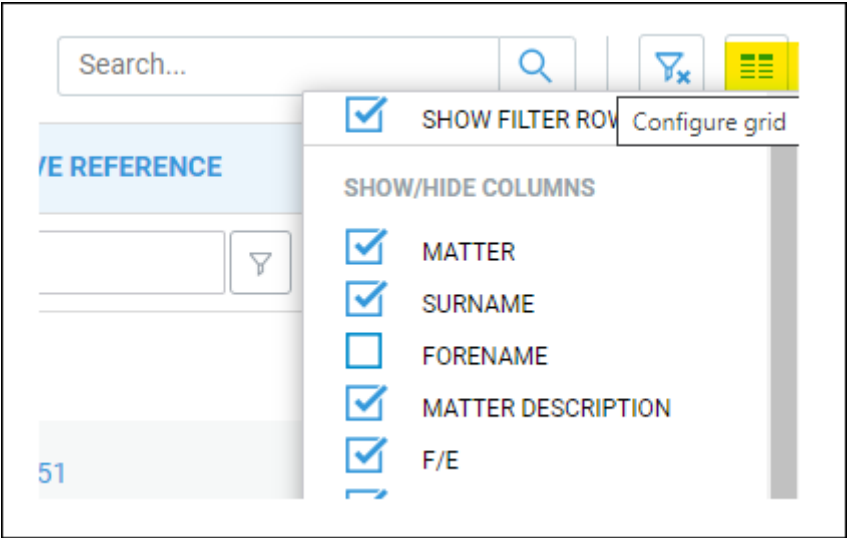 Search...
SHOW FILTER ROW
Configure grid
VE REFERENCE
SHOW/HIDE COLUMNS
MATTER
SURNAME
FORENAME
MATTER DESCRIPTION
F/E
51